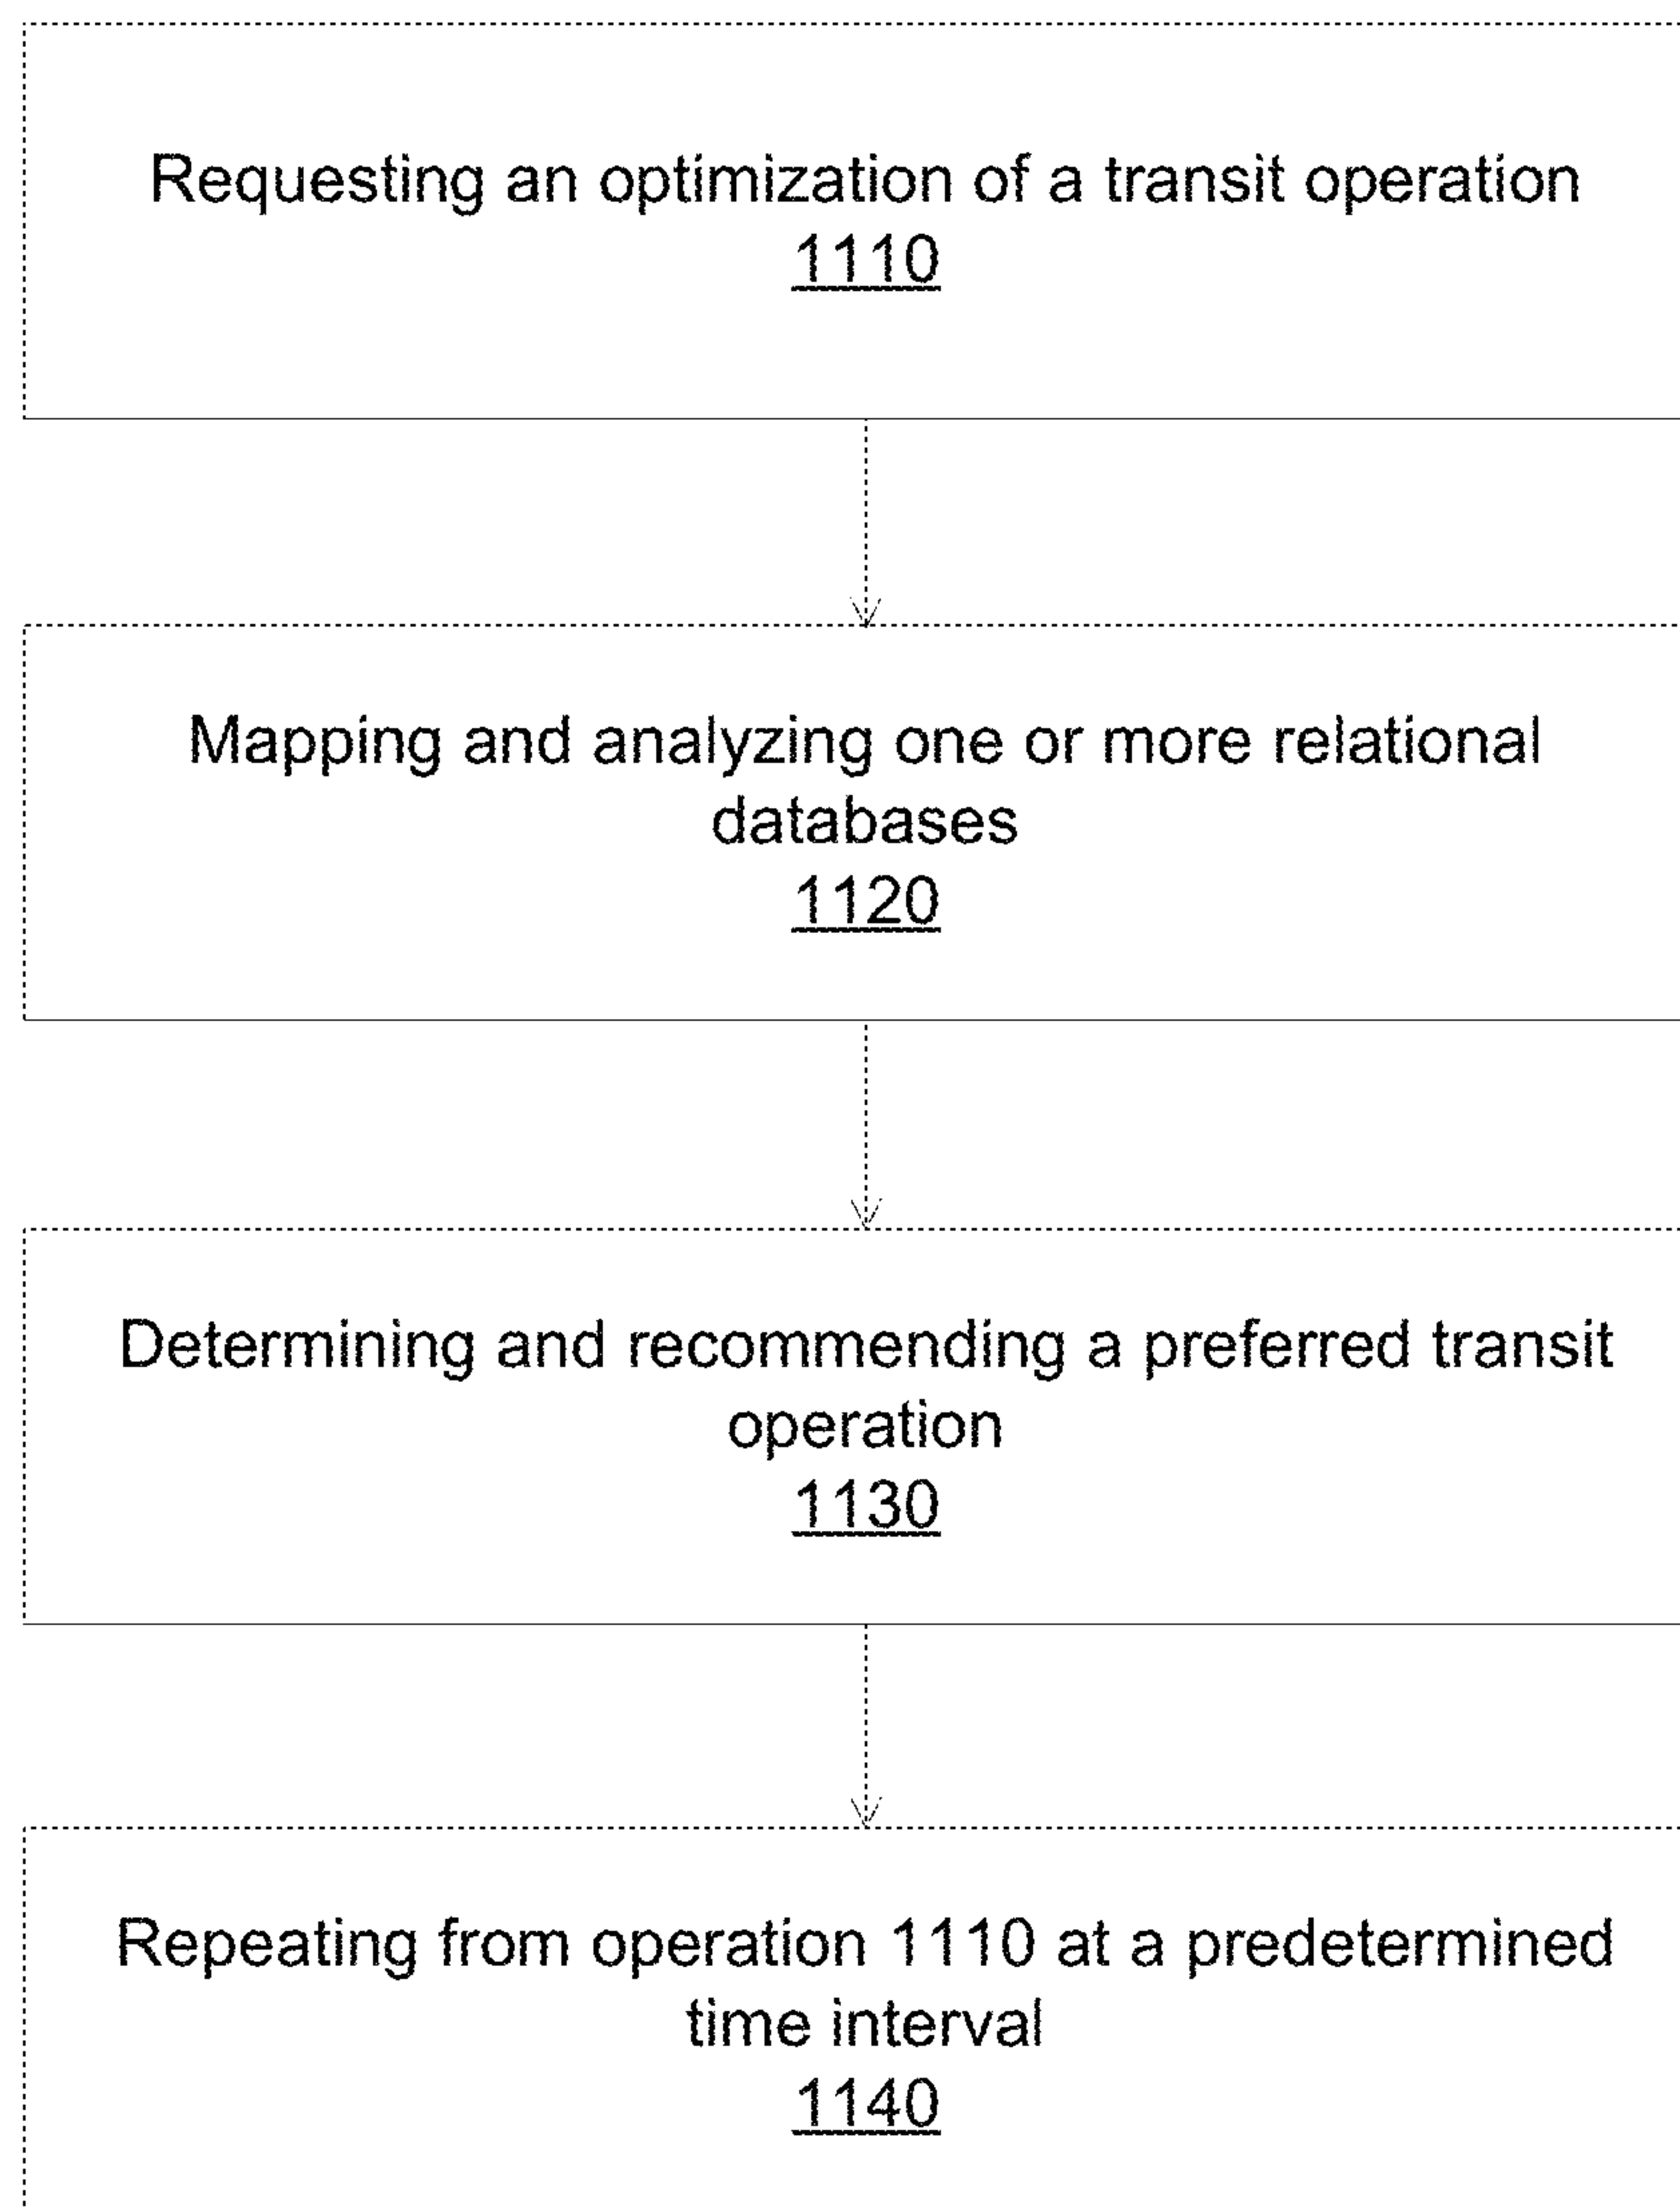 Requesting an optimization of a transit operation
1110
Mapping and analyzing one or more relational
databases
1120
Determining and recommending a preferred transit
operation
1130
Repeating from operation 1110 at a predetermined
time interval
1140